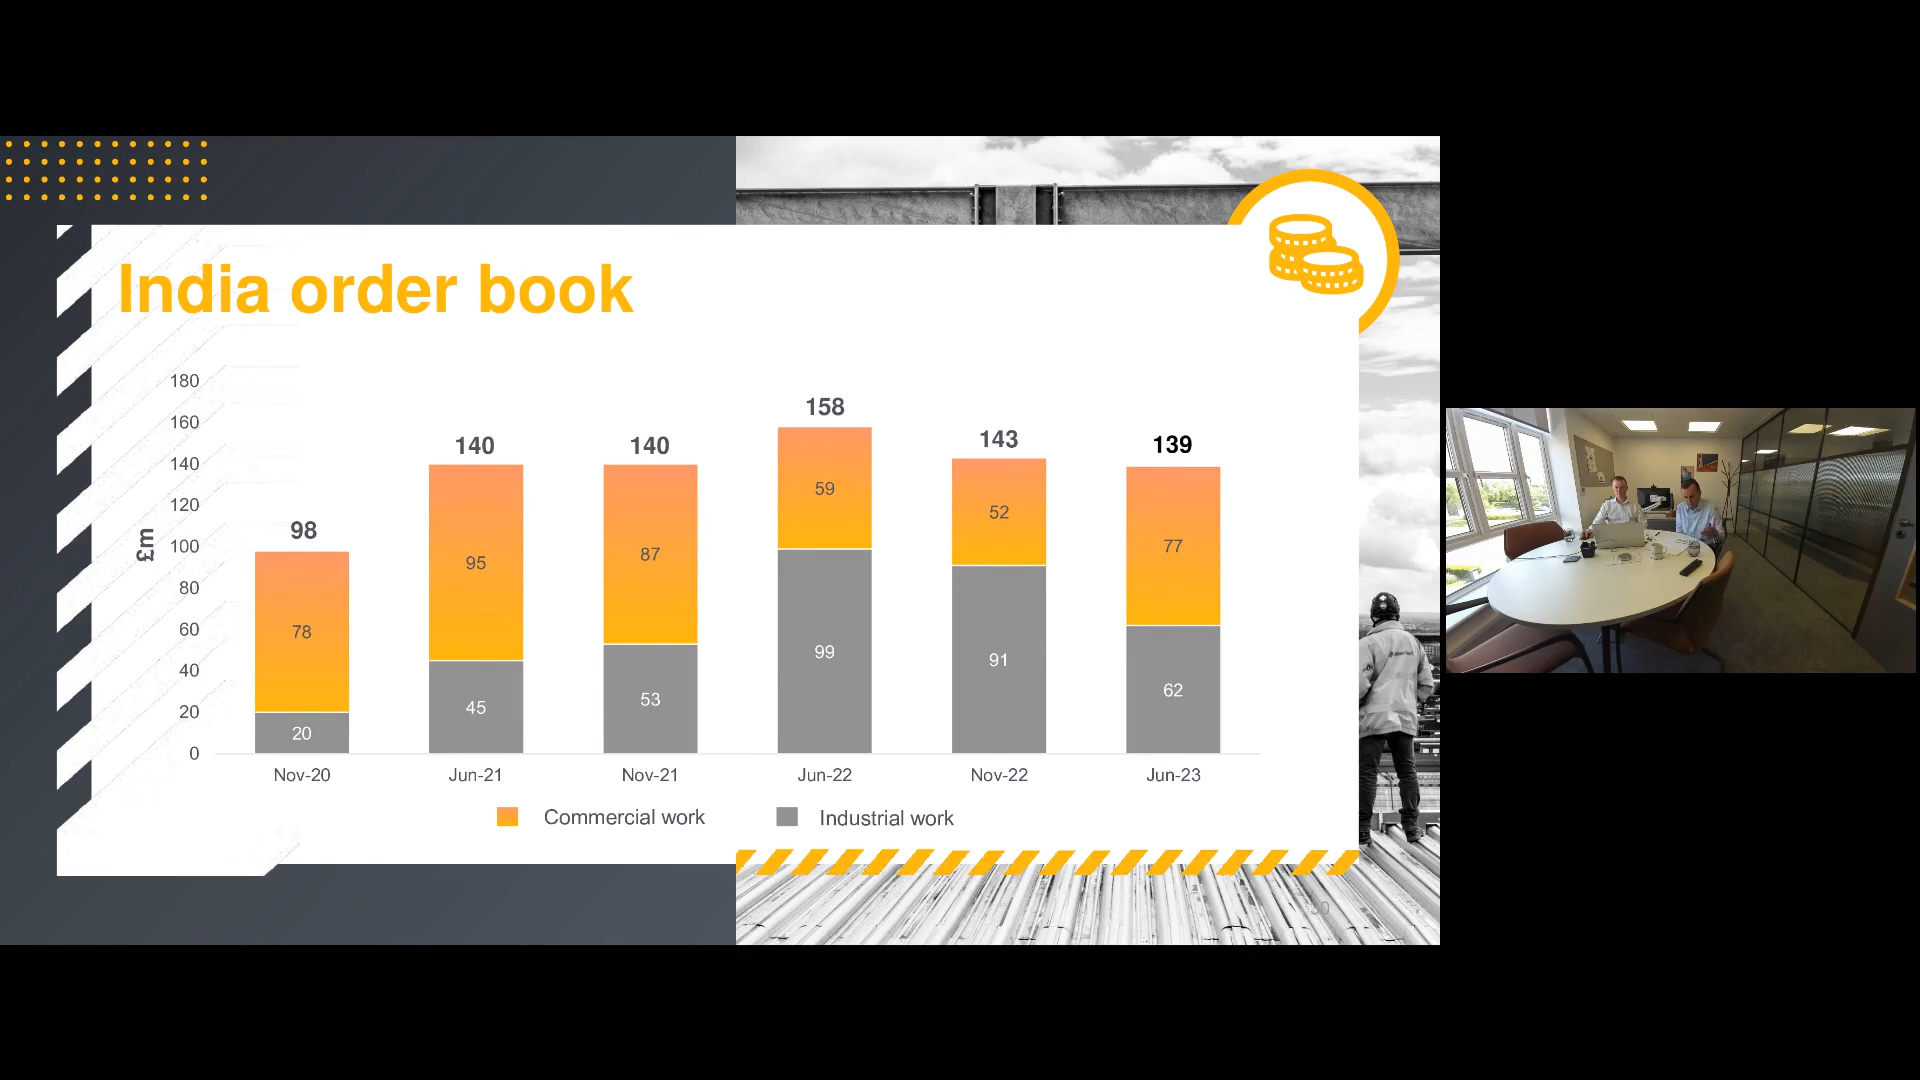 India order book
£m
180
160
140
120
100
80
60
40
20
0
98
140
140
158
143
139
78
95
87
59
52
77
20
45
53
99
91
62
Nov-20
Jun-21
Nov-21
Jun-22
Nov-22
Jun-23
Commercial work
Industrial work
30